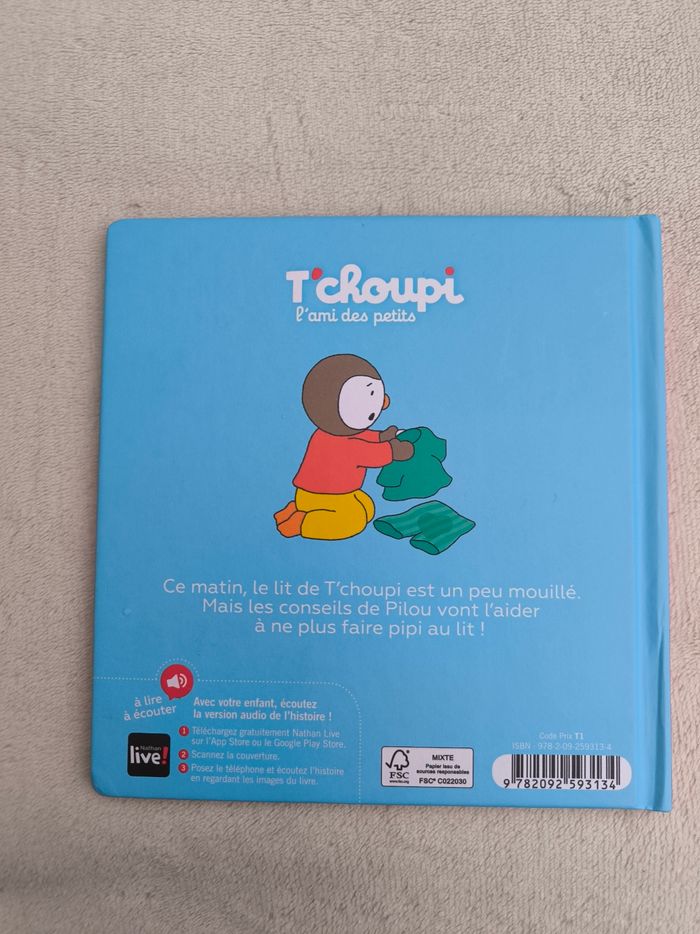 T'choupi
l'ami des petits
Ce matin, le lit de T'choupi est un peu mouillé.
Mais les conseils de Pilou vont l'aider
à ne plus faire pipi au lit !
à lire
à écouter
Nathan
live!
Avec votre enfant, écoutez
la version audio de l'histoire !
1 Téléchargez gratuitement Nathan Live
sur l'App Store ou le Google Play Store.
2 Scannez la couverture.
3 Posez le téléphone et écoutez l'histoire
en regardant les images du livre.
FSC
www.fsc.org
MIXTE
Papier issu de
sources responsables
FSC® C022030
Code Prix T1
ISBN : 978-2-09-259313-4
9 782092 593134